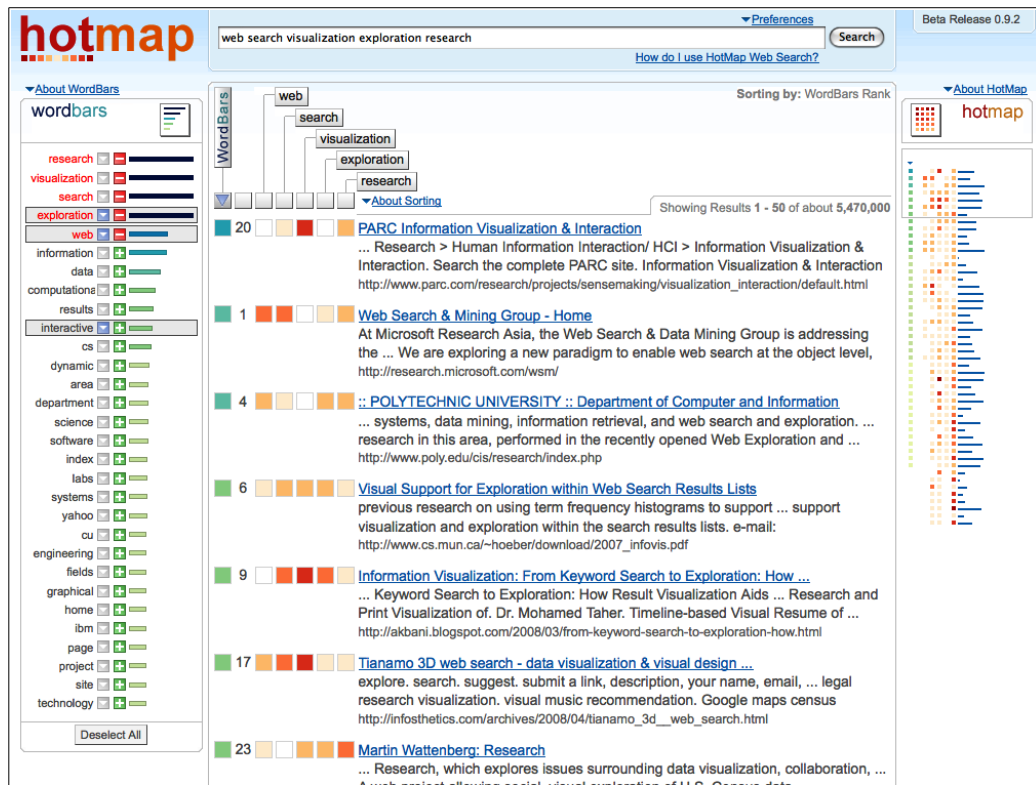 hotmap
Preferences
web search visualization exploration research
Search
How do I use HotMap Web Search?
Beta Release 0.9.2
About WordBars
wordbars
research
visualization
search
exploration
web
information
data
computationa
results
interactive
cs
dynamic
area
department
science
software
index
labs
systems
yahoo
cu
engineering
fields
graphical
home
ibm
page
project
site
technology
Deselect All
WordBars
web
search
visualization
exploration
research
Sorting by: WordBars Rank
About Sorting
Showing Results 1 - 50 of about 5,470,000
20 PARC Information Visualization & Interaction
... Research > Human Information Interaction/ HCI > Information Visualization &
Interaction. Search the complete PARC site. Information Visualization & Interaction
http://www.parc.com/research/projects/sensemaking/visualization_interaction/default.html
1 Web Search & Mining Group - Home
At Microsoft Research Asia, the Web Search & Data Mining Group is addressing
the ... We are exploring a new paradigm to enable web search at the object level,
http://research.microsoft.com/wsm/
4 :: POLYTECHNIC UNIVERSITY :: Department of Computer and Information
... systems, data mining, information retrieval, and web search and exploration. ...
research in this area, performed in the recently opened Web Exploration and ...
http://www.poly.edu/cis/research/index.php
6 Visual Support for Exploration within Web Search Results Lists
previous research on using term frequency histograms to support ... support
visualization and exploration within the search results lists. e-mail:
http://www.cs.mun.ca/~hoeber/download/2007_infovis.pdf
9 Information Visualization: From Keyword Search to Exploration: How ...
... Keyword Search to Exploration: How Result Visualization Aids ... Research and
Print Visualization of. Dr. Mohamed Taher. Timeline-based Visual Resume of ...
http://akbani.blogspot.com/2008/03/from-keyword-search-to-exploration-how.html
17 Tianamo 3D web search - data visualization & visual design ...
explore. search. suggest. submit a link, description, your name, email, ... legal
research visualization. visual music recommendation. Google maps census
http://infosthetics.com/archives/2008/04/tianamo_3d__web_search.html
23 Martin Wattenberg: Research
... Research, which explores issues surrounding data visualization, collaboration, ...
A web project allowing social, visual exploration of U.S. Census data
About HotMap
hotmap